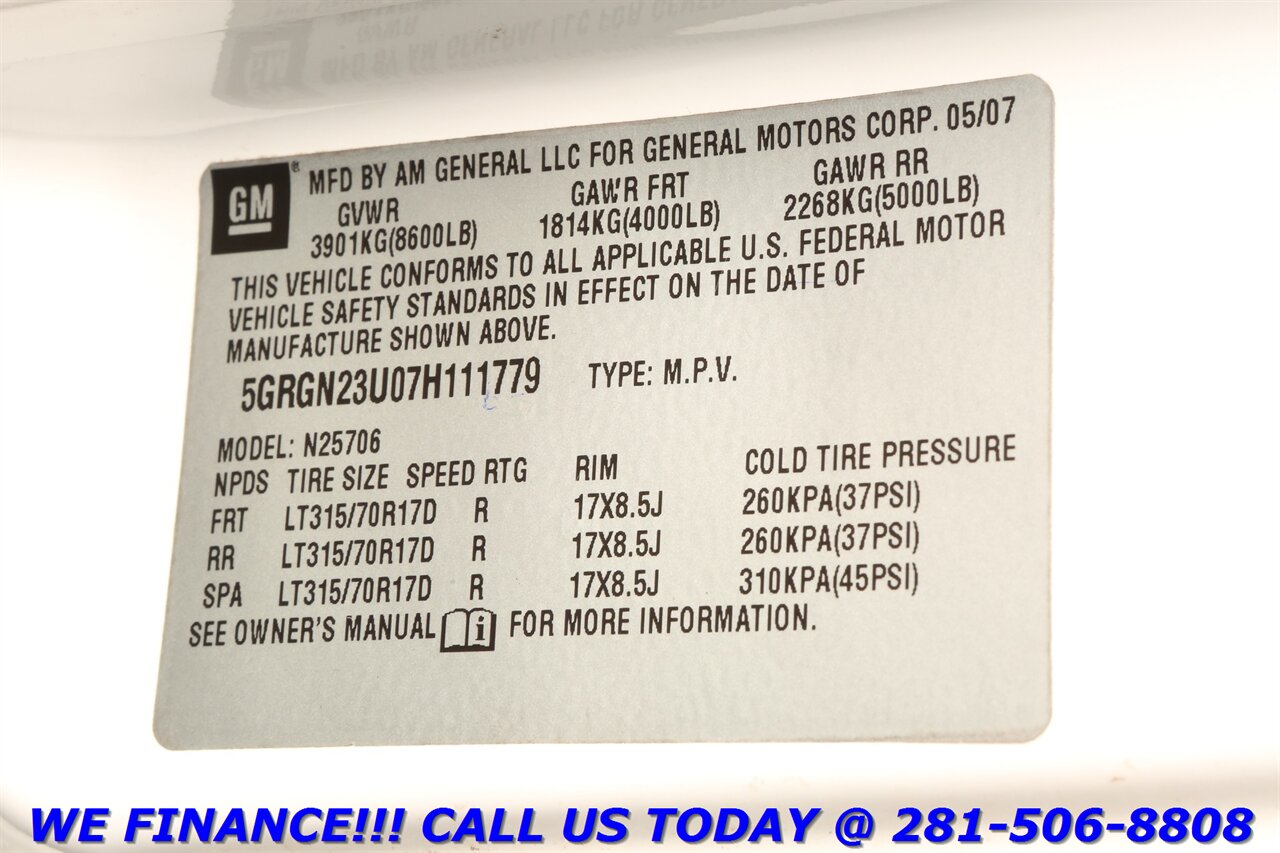 GM® MFD BY AM GENERAL LLC FOR GENERAL MOTORS CORP. 05/07
GVWR GAWR FRT GAWR RR
3901KG(8600LB) 1814KG(4000LB) 2268KG(5000LB)
THIS VEHICLE CONFORMS TO ALL APPLICABLE U.S. FEDERAL MOTOR
VEHICLE SAFETY STANDARDS IN EFFECT ON THE DATE OF
MANUFACTURE SHOWN ABOVE.
5GRGN23U07H111779 TYPE: M.P.V.
MODEL: N25706
NPDS TIRE SIZE SPEED RTG RIM COLD TIRE PRESSURE
FRT LT315/70R17D R 17X8.5J 260KPA(37PSI)
RR LT315/70R17D R 17X8.5J 260KPA(37PSI)
SPA LT315/70R17D R 17X8.5J 310KPA(45PSI)
SEE OWNER'S MANUAL i FOR MORE INFORMATION.
WE FINANCE!!! CALL US TODAY @ 281-506-8808